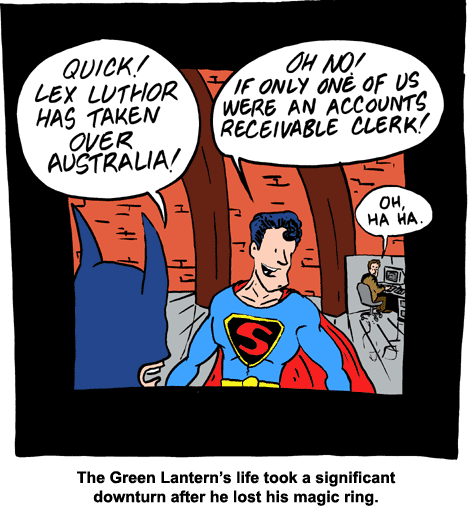 QUICK!
LEX LUTHOR
HAS TAKEN
OVER
AUSTRALIA!
OH NO!
IF ONLY ONE OF US
WERE AN ACCOUNTS
RECEIVABLE CLERK!
OH,
HA HA.
S
The Green Lantern's life took a significant
downturn after he lost his magic ring.